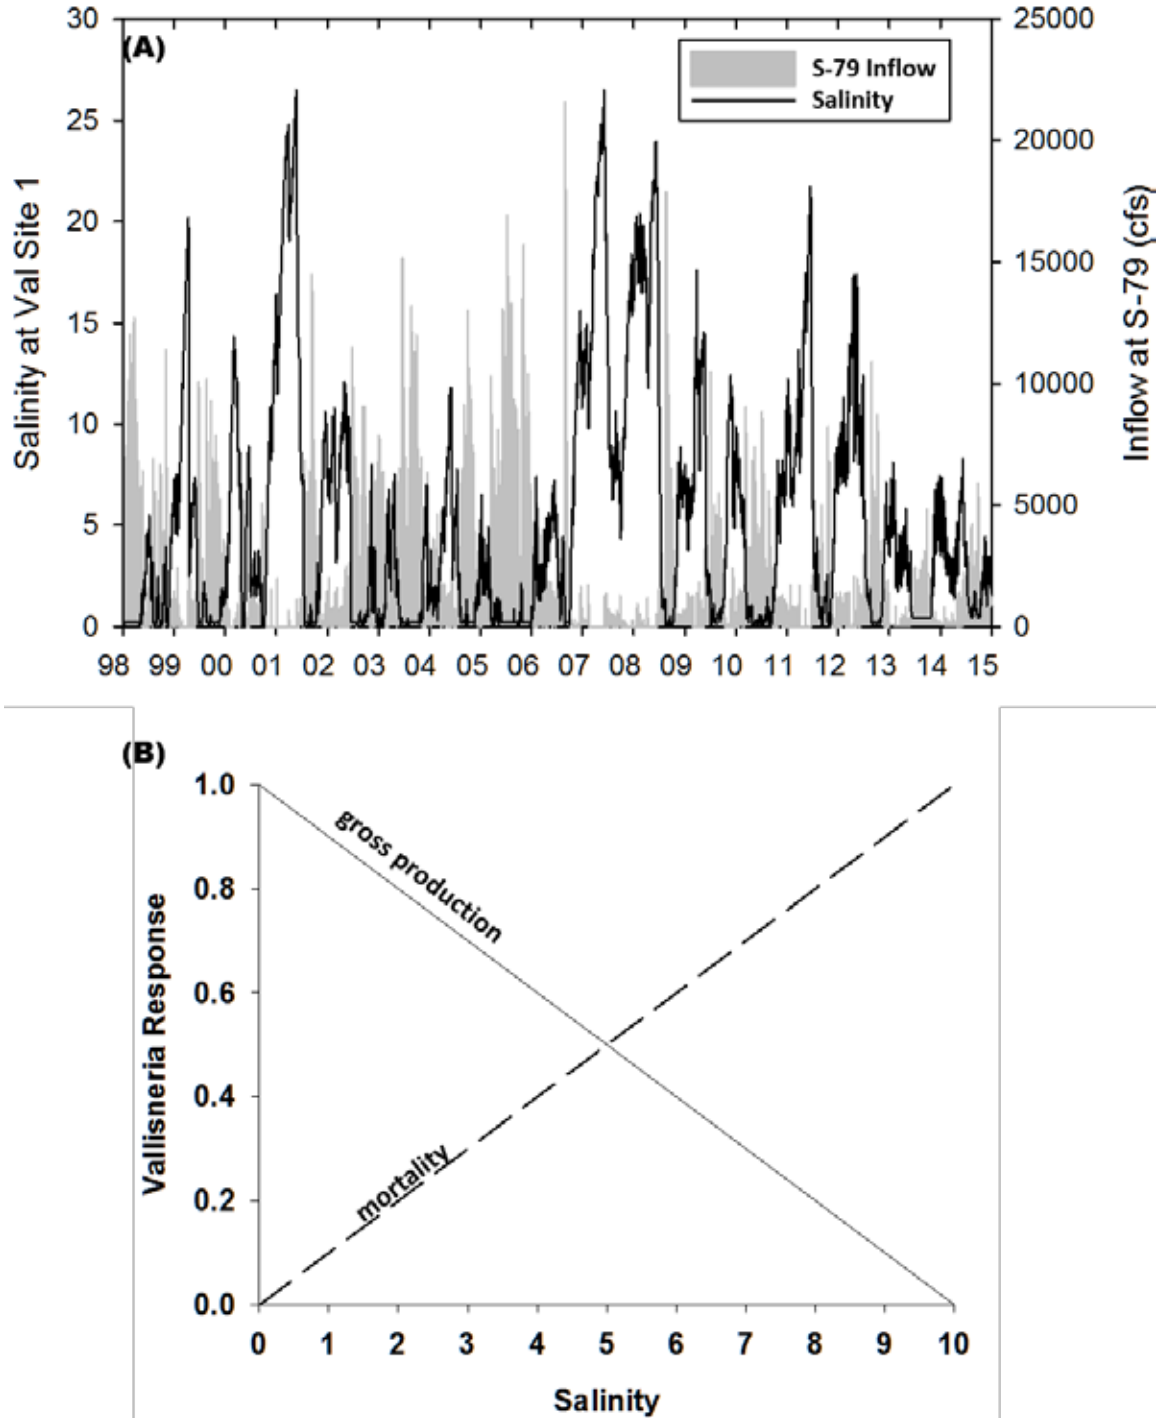 (A)
30
25
20
15
10
5
0
Salinity at Val Site 1
S-79 Inflow
Salinity
25000
20000
15000
10000
5000
0
Inflow at S-79 (cfs)
98 99 00 01 02 03 04 05 06 07 08 09 10 11 12 13 14 15
(B)
1.0
0.8
0.6
0.4
0.2
0.0
Vallisneria Response
gross production
mortality
0 1 2 3 4 5 6 7 8 9 10
Salinity